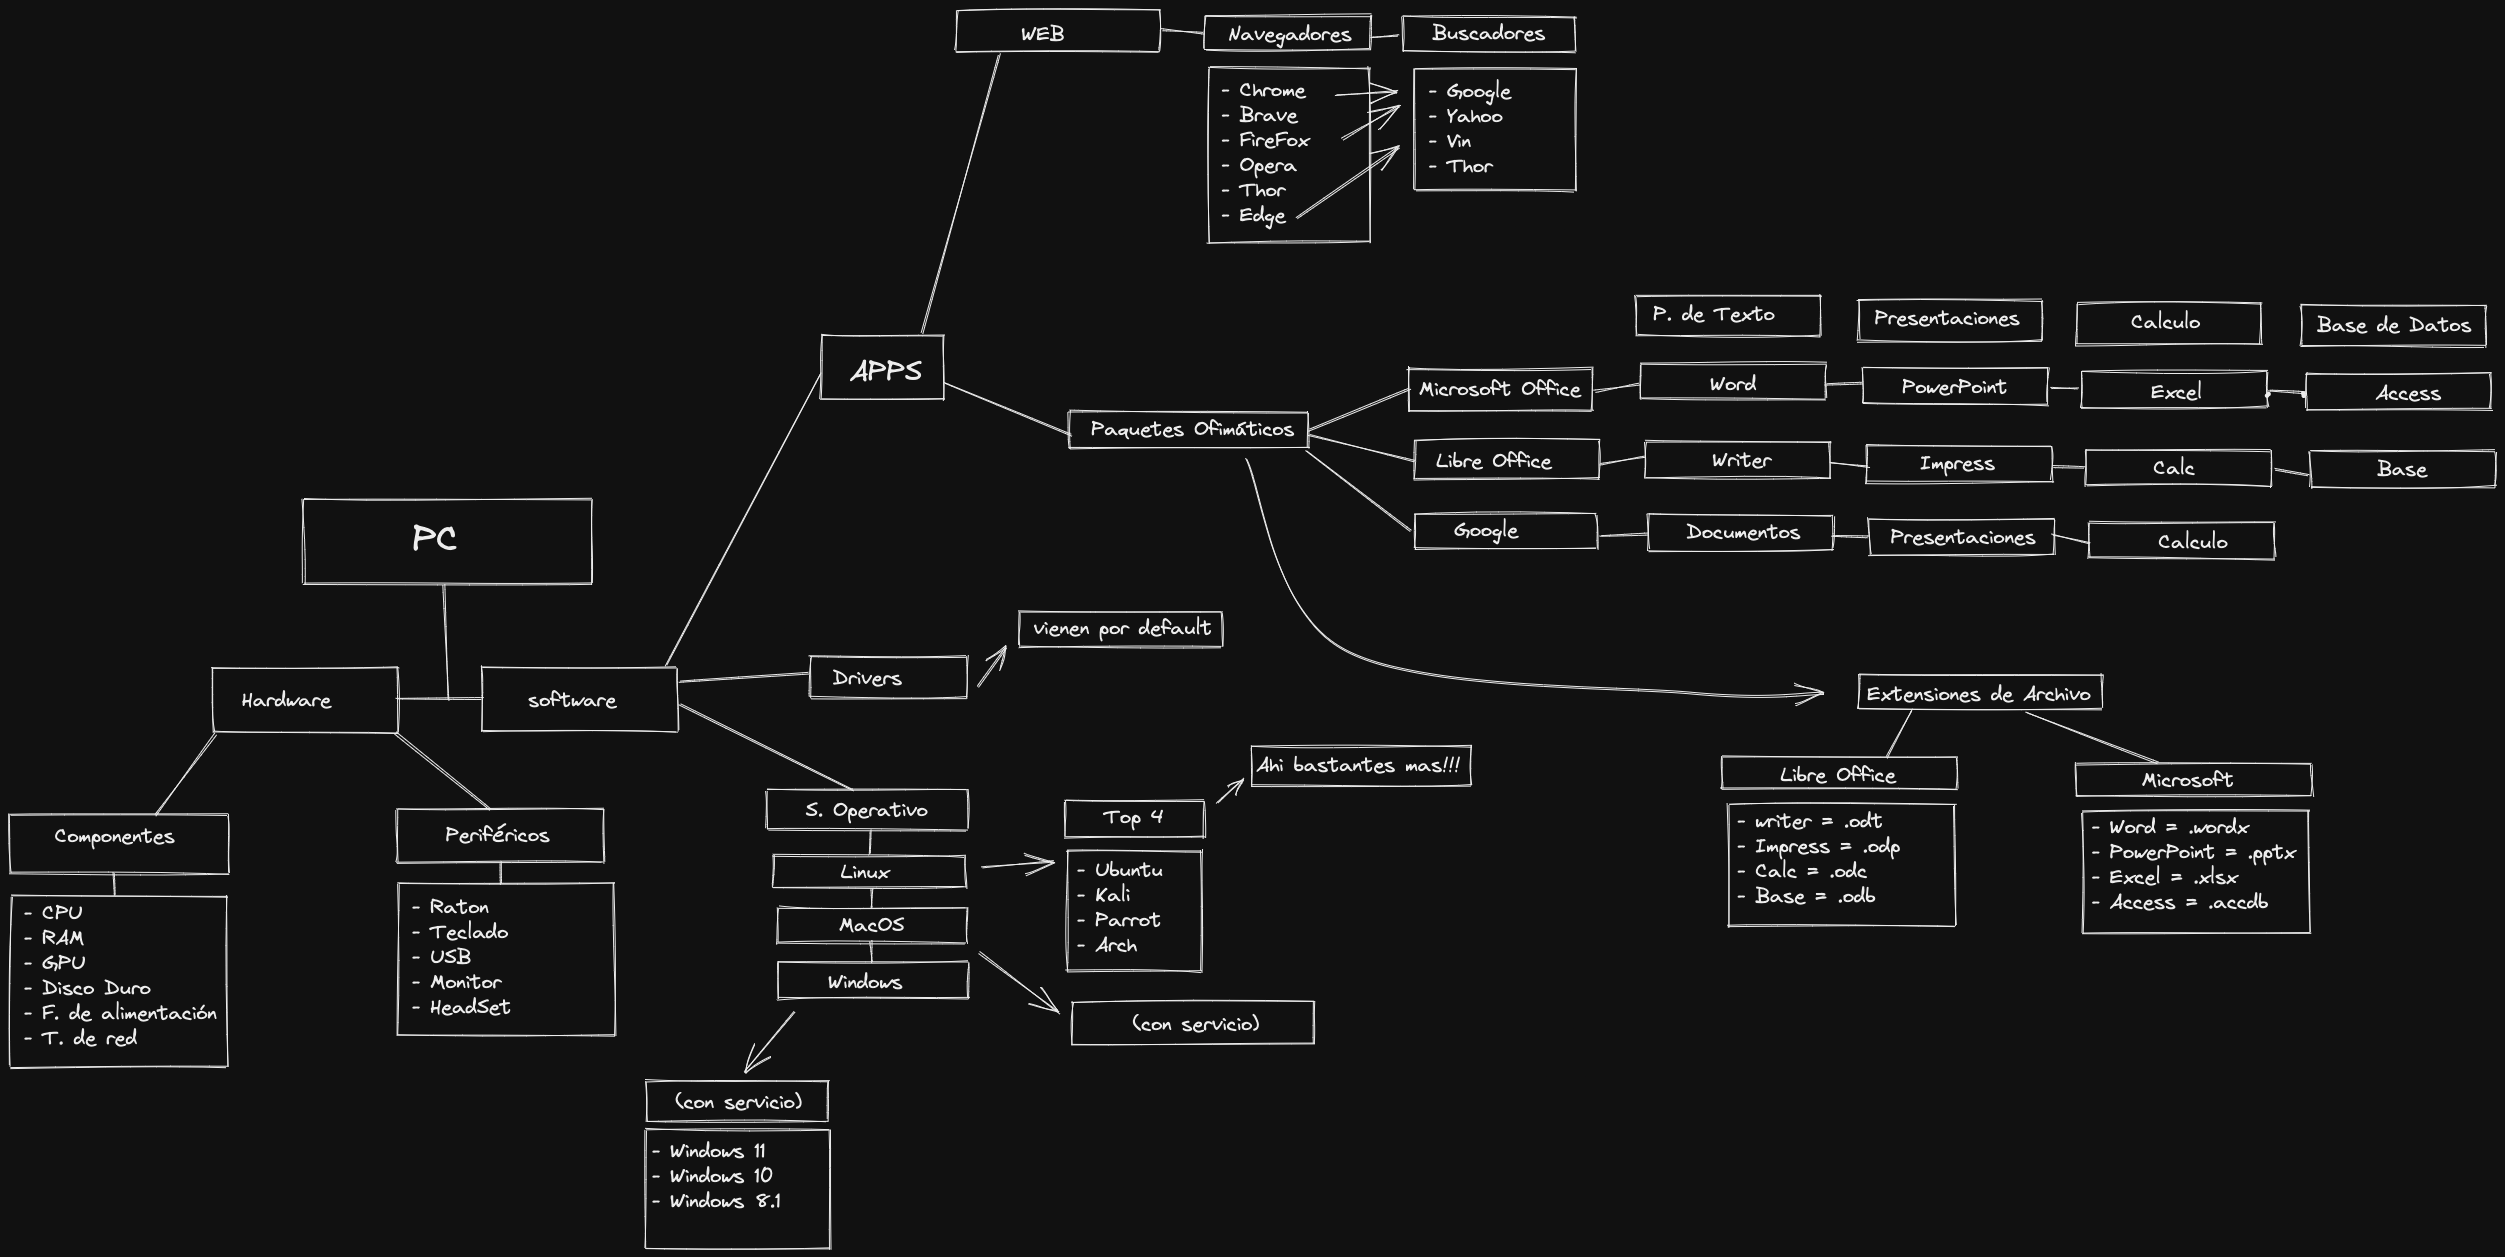 WEB
Navegadores
Buscadores
- Chrome
- Brave
- FireFox
- Opera
- Thor
- Edge
- Google
- Yahoo
- Vin
- Thor
APPS
Paquetes Ofimáticos
P. de Texto
Presentaciones
Calculo
Base de Datos
Microsoft Office
Word
PowerPoint
Excel
Access
Libre Office
Writer
Impress
Calc
Base
Google
Documentos
Presentaciones
Calculo
PC
Hardware
software
Drivers
vienen por default
Extensiones de Archivo
Libre Office
- writer = .odt
- Impress = .odp
- Calc = .odc
- Base = .odb
Microsoft
- Word = .wordx
- PowerPoint = .pptx
- Excel = .xlsx
- Access = .accdb
Componentes
- CPU
- RAM
- GPU
- Disco Duro
- F. de alimentación
- T. de red
Periféricos
- Raton
- Teclado
- USB
- Monitor
- HeadSet
S. Operativo
Linux
MacOS
Windows
Top 4
Ahi bastantes mas!!!
- Ubuntu
- Kali
- Parrot
- Arch
(con servicio)
(con servicio)
- Windows 11
- Windows 10
- Windows 8.1